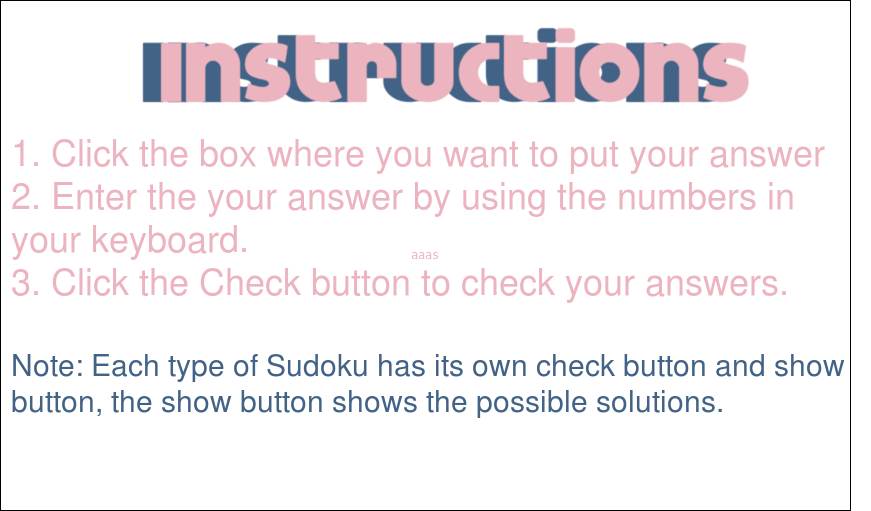 Instructions
1. Click the box where you want to put your answer
2. Enter the your answer by using the numbers in
your keyboard.
aaas
3. Click the Check button to check your answers.
Note: Each type of Sudoku has its own check button and show
button, the show button shows the possible solutions.